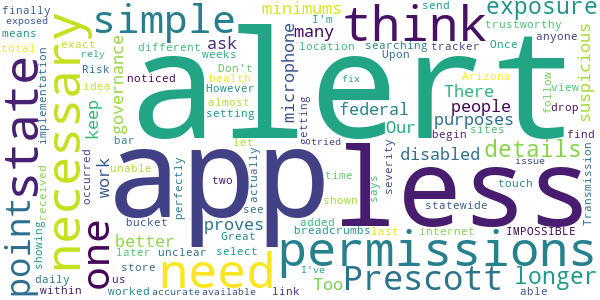 finally
exposed
means
rely
Risk
idea
total
exact
implementation
state
point
received
showing
daily
within
necessary
simple
minimums
think
exposure
send
trustworthy
I'm
many
ask
location
searching
tracker
anyone
different
weeks
Once
Upon
Don't
health
noticed
However
almost
setting
governance
keep
microphone
getting
federal
Arizona
suspicious
There
people
view
follow
fix
purposes
drop
alert
Our
begin
sites
find
let
tried
bar
severity
disabled
details
issue
work
unable
perfectly
actually
app
less
two
time
says
touch
Transmission
occurred
see
shown
statewide
one
bucket
proves
added
last
internet
IMPOSSIBLE
us
better
unclear
Great
breadcrumbs
permissions
later
store
select
I've
Prescott
longer
need
Too
worked
accurate
available
link
able